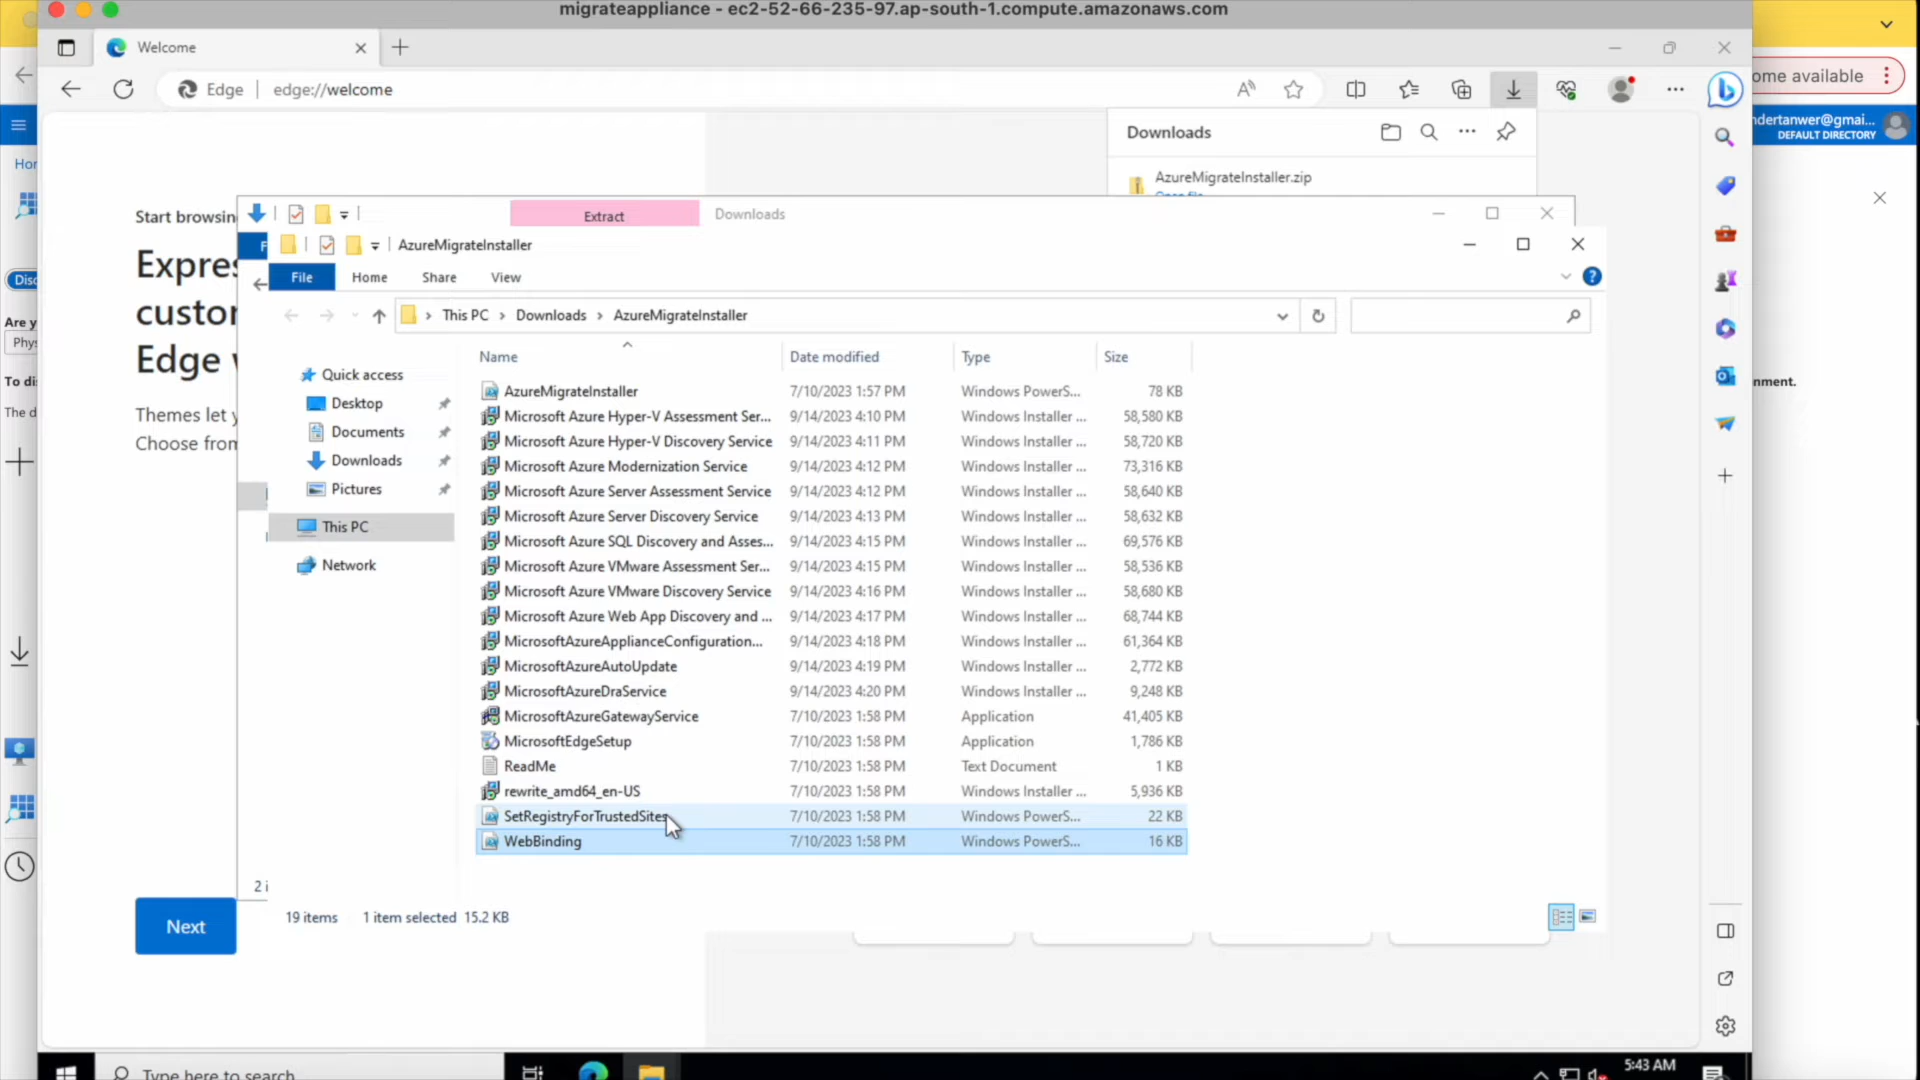 migrateappliance - ec2-52-66-235-97.ap-south-1.compute.amazonaws.com
Welcome
Edge | edge://welcome
ome available
ndertanwer@gmai...
DEFAULT DIRECTORY
Downloads
AzureMigrateInstaller.zip
Hor
Start browsin
Extract
Downloads
AzureMigrateInstaller
File
Home
Share
View
Expres
custor
Edge
Disc
Are y
Phys
To dis
The d
nment.
Themes let
Choose from
This PC > Downloads > AzureMigrateInstaller
Name
Date modified
Type
Size
Quick access
Desktop
Documents
Downloads
Pictures
This PC
Network
AzureMigrateInstaller 7/10/2023 1:57 PM Windows PowerS... 78 KB
Microsoft Azure Hyper-V Assessment Ser... 9/14/2023 4:10 PM Windows Installer ... 58,580 KB
Microsoft Azure Hyper-V Discovery Service 9/14/2023 4:11 PM Windows Installer ... 58,720 KB
Microsoft Azure Modernization Service 9/14/2023 4:12 PM Windows Installer ... 73,316 KB
Microsoft Azure Server Assessment Service 9/14/2023 4:12 PM Windows Installer ... 58,640 KB
Microsoft Azure Server Discovery Service 9/14/2023 4:13 PM Windows Installer ... 58,632 KB
Microsoft Azure SQL Discovery and Asses... 9/14/2023 4:15 PM Windows Installer ... 69,576 KB
Microsoft Azure VMware Assessment Ser... 9/14/2023 4:15 PM Windows Installer ... 58,536 KB
Microsoft Azure VMware Discovery Service 9/14/2023 4:16 PM Windows Installer ... 58,680 KB
Microsoft Azure Web App Discovery and ... 9/14/2023 4:17 PM Windows Installer ... 68,744 KB
MicrosoftAzureApplianceConfiguration... 9/14/2023 4:18 PM Windows Installer ... 61,364 KB
MicrosoftAzureAutoUpdate 9/14/2023 4:19 PM Windows Installer ... 2,772 KB
MicrosoftAzureDraService 9/14/2023 4:20 PM Windows Installer ... 9,248 KB
MicrosoftAzureGatewayService 7/10/2023 1:58 PM Application 41,405 KB
MicrosoftEdgeSetup 7/10/2023 1:58 PM Application 1,786 KB
ReadMe 7/10/2023 1:58 PM Text Document 1 KB
rewrite_amd64_en-US 7/10/2023 1:58 PM Windows Installer ... 5,936 KB
SetRegistryForTrustedSites 7/10/2023 1:58 PM Windows PowerS... 22 KB
WebBinding 7/10/2023 1:58 PM Windows PowerS... 16 KB
2 i
19 items 1 item selected 15.2 KB
Next
Type here to search
5:43 AM